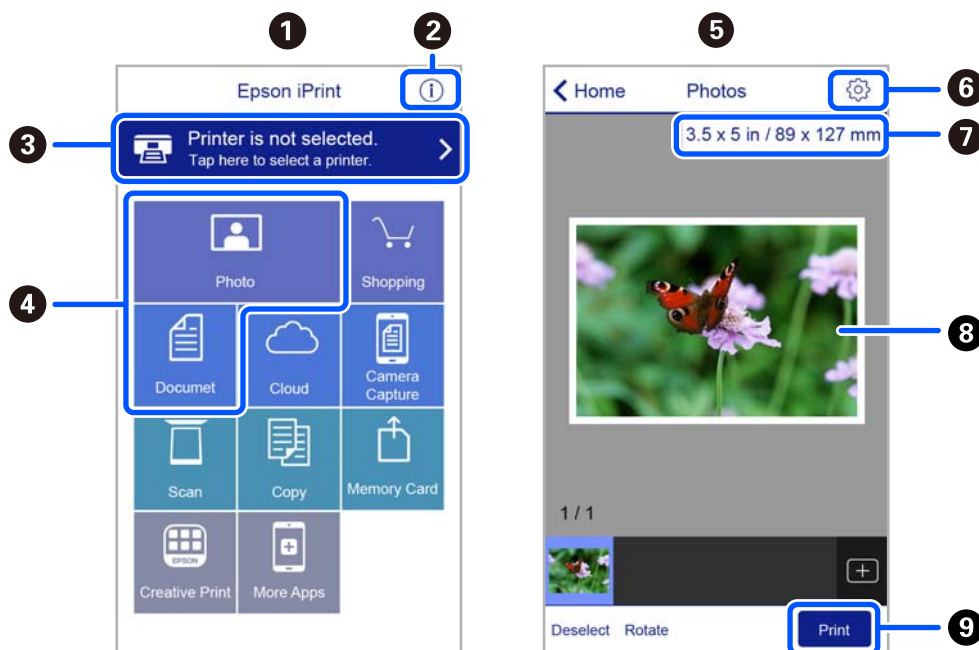 1
2
5
Epson iPrint
Home
Photos
6
3
Printer is not selected.
Tap here to select a printer.
3.5 x 5 in / 89 x 127 mm
7
Photo
Shopping
4
8
Documet
Cloud
Camera
Capture
Scan
Copy
Memory Card
1 / 1
EPSON
Creative Print
More Apps
Deselect
Rotate
Print
9